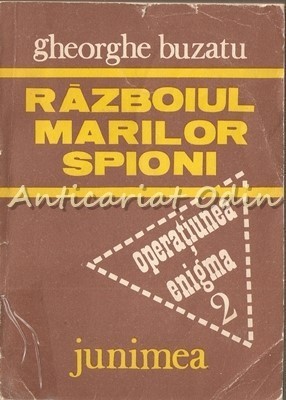 gheorghe buzatu
RĂZBOIUL
MARILOR
SPIONI
Anticariat Odin
operațiunea
enigma
2
junimea